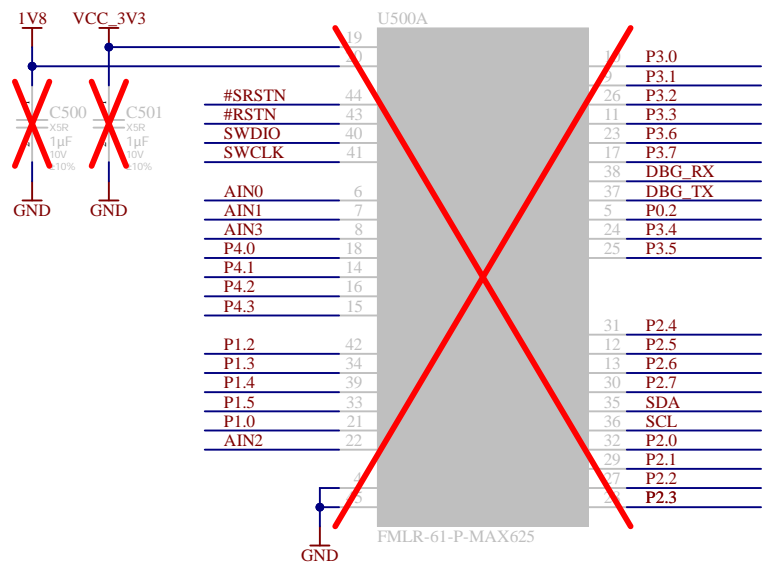 1V8 VCC_3V3 U500A
19
20
C500 C501
X5R X5R
1µF 1µF
10V 10V
±10% ±10%
GND GND
#SRSTN 44
#RSTN 43
SWDIO 40
SWCLK 41
AIN0 6
AIN1 7
AIN3 8
P4.0 18
P4.1 14
P4.2 16
P4.3 15
P1.2 42
P1.3 34
P1.4 39
P1.5 33
P1.0 21
AIN2 22
4
GND
P3.0
9 P3.1
26 P3.2
11 P3.3
23 P3.6
17 P3.7
38 DBG_RX
37 DBG_TX
5 P0.2
24 P3.4
25 P3.5
31 P2.4
12 P2.5
13 P2.6
30 P2.7
35 SDA
36 SCL
32 P2.0
29 P2.1
27 P2.2
P2.3
FMLR-61-P-MAX625